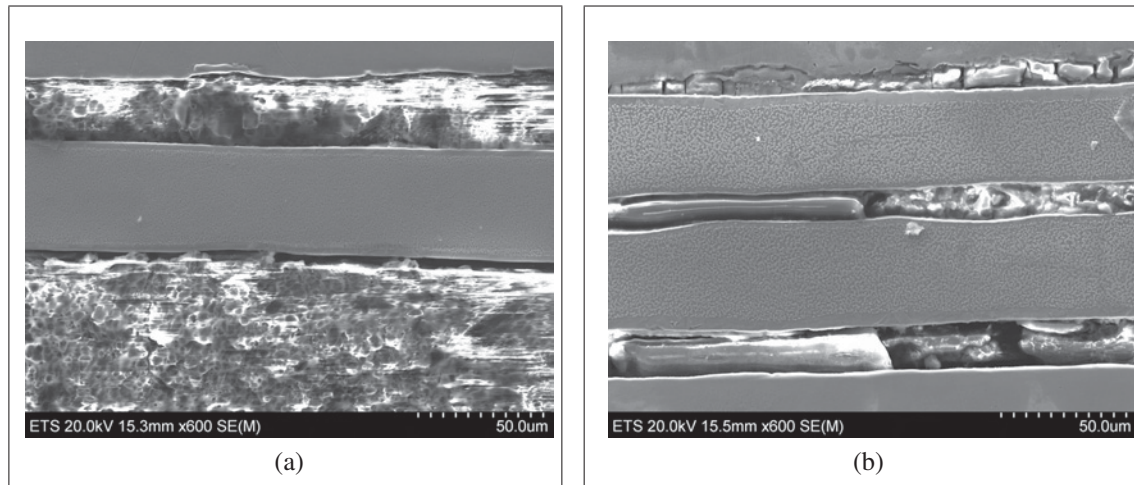 ETS 20.0kV 15.3mm x600 SE(M) 50.0um
ETS 20.0kV 15.5mm x600 SE(M) 50.0um
(a)
(b)